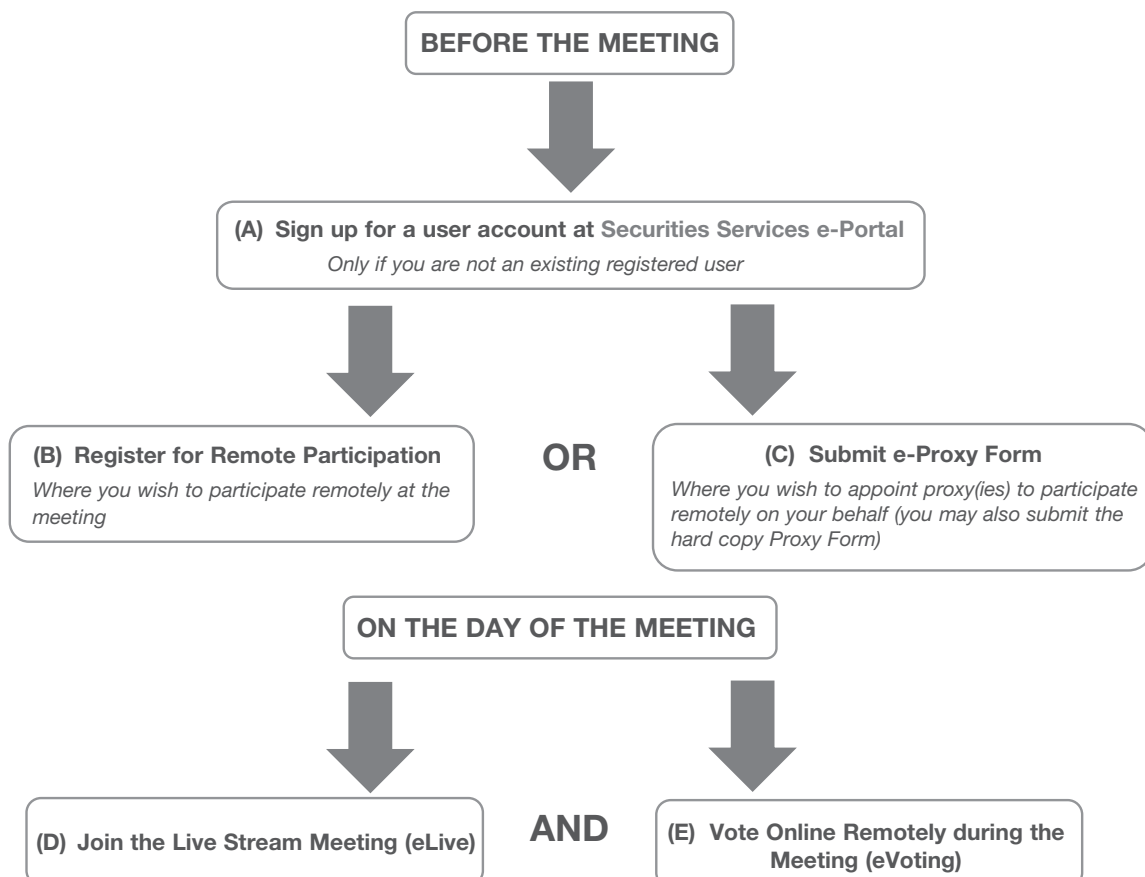 BEFORE THE MEETING
(A) Sign up for a user account at Securities Services e-Portal
Only if you are not an existing registered user
(B) Register for Remote Participation
Where you wish to participate remotely at the
meeting
OR
(C) Submit e-Proxy Form
Where you wish to appoint proxy(ies) to participate
remotely on your behalf (you may also submit the
hard copy Proxy Form)
ON THE DAY OF THE MEETING
(D) Join the Live Stream Meeting (eLive)
AND
(E) Vote Online Remotely during the
Meeting (eVoting)